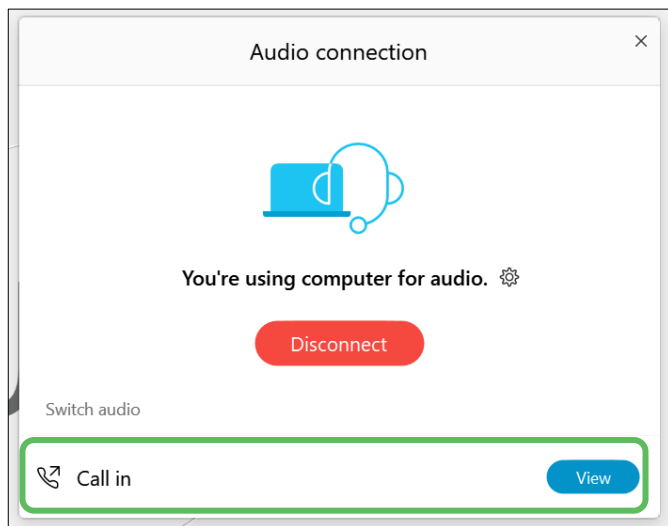 Audio connection
You're using computer for audio.
Disconnect
Switch audio
Call in
View